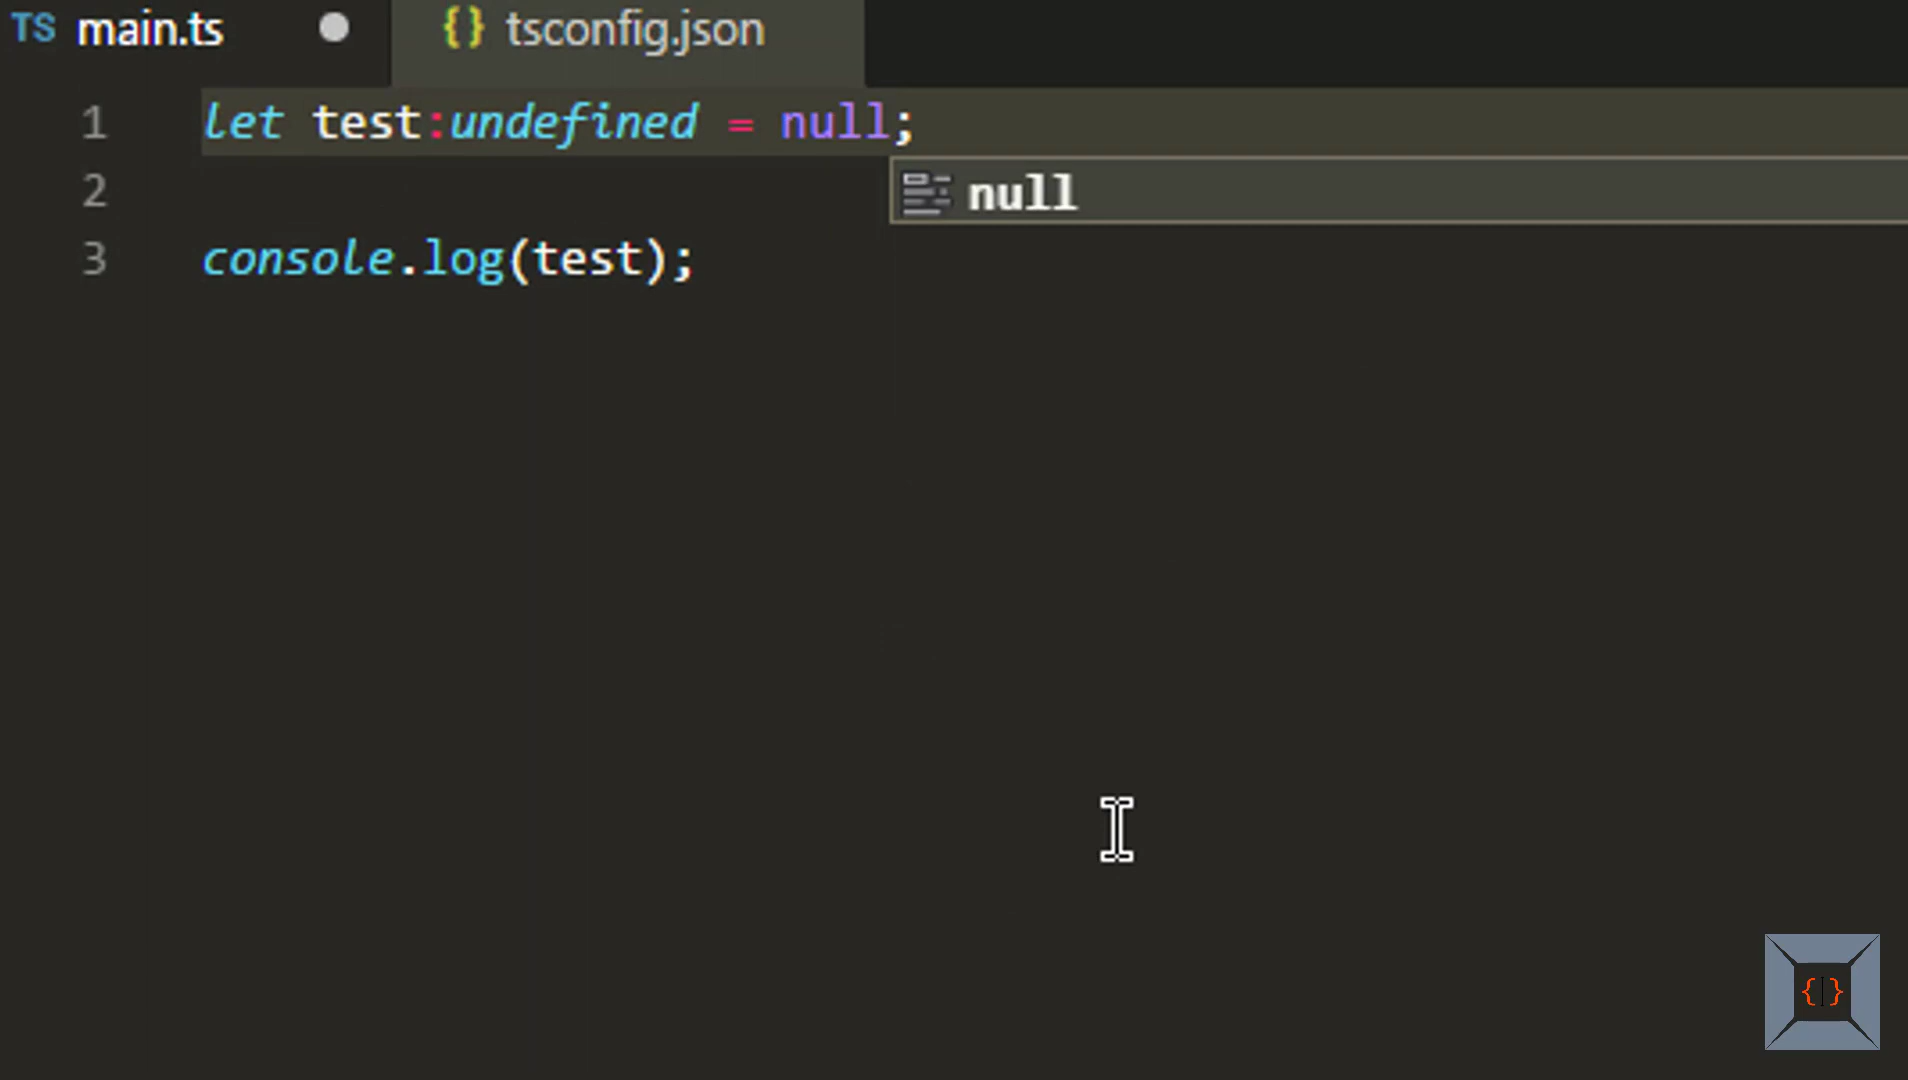 TS main.ts
{} tsconfig.json
1 let test:undefined = null;
null
2
3 console.log(test);
{|}